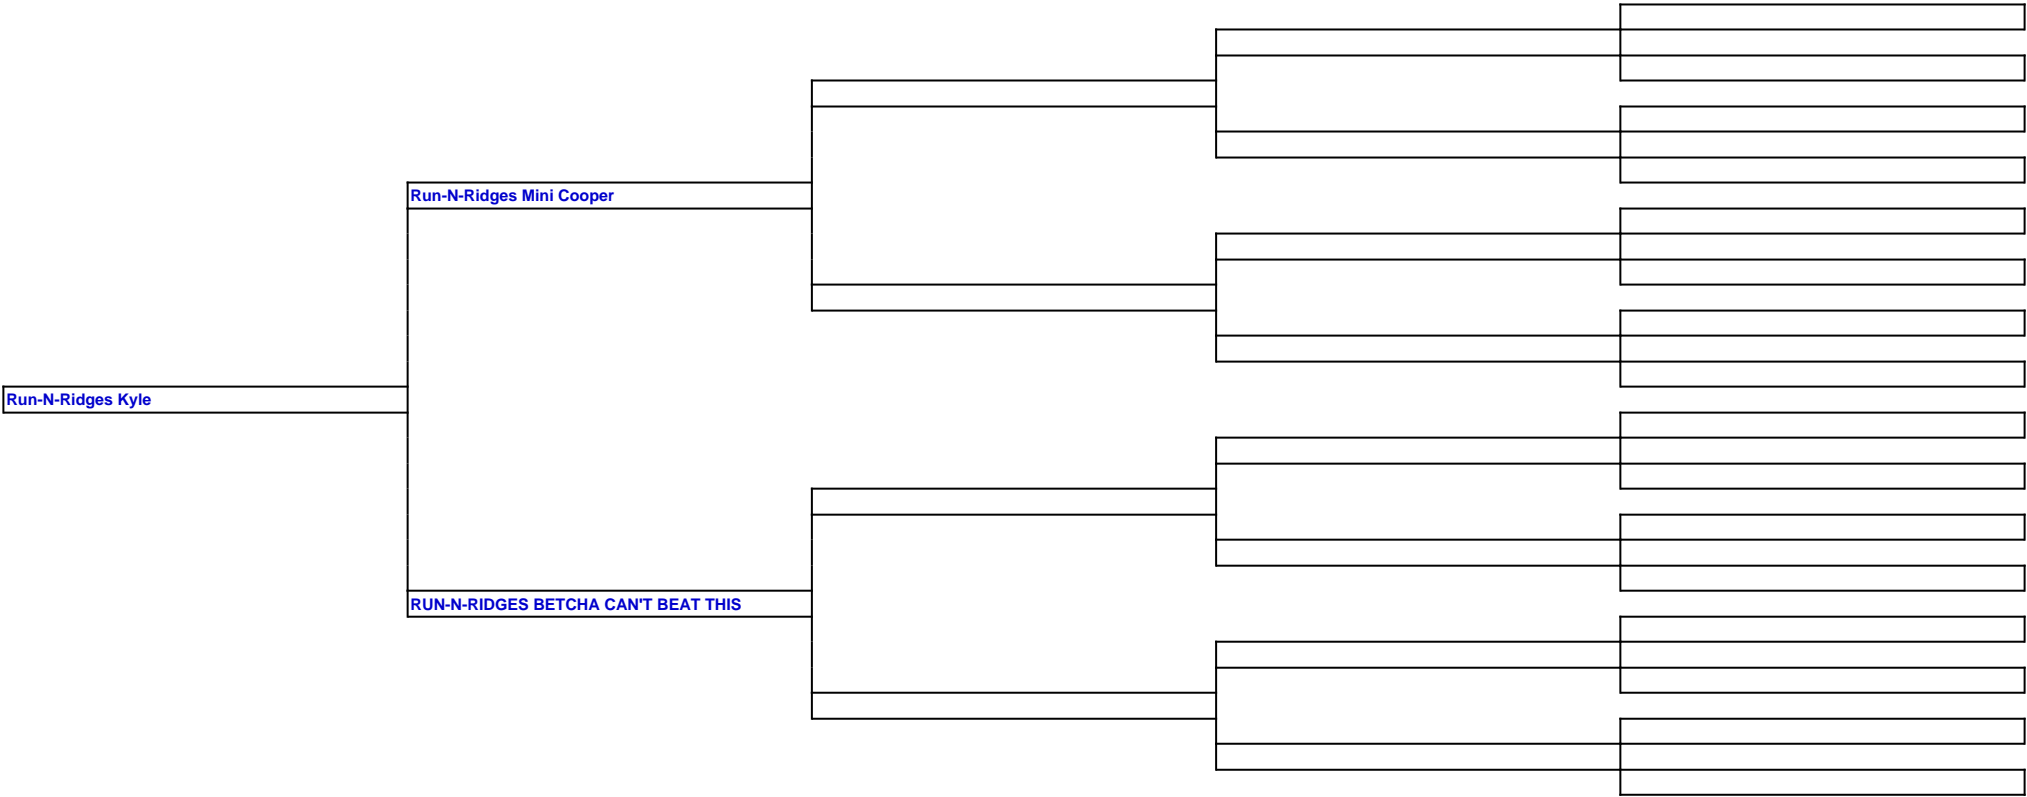 Run-N-Ridges Mini Cooper
Run-N-Ridges Kyle
RUN-N-RIDGES BETCHA CAN'T BEAT THIS